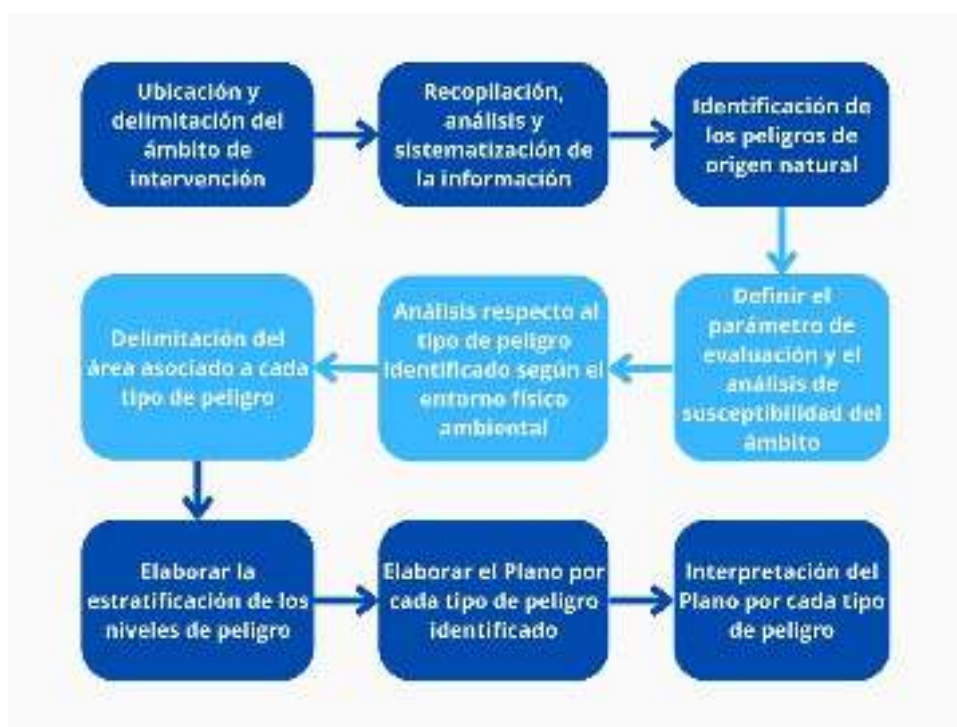 Ubicación y
delimitación del
ámbito de
intervención
Recopilación,
análisis y
sistematización de
la información
Identificación de
los peligros de
origen natural
Definir el
parámetro de
evaluación y el
análisis de
susceptibilidad del
ámbito
Análisis respecto al
tipo de peligro
identificado según el
entorno físico
ambiental
Delimitación del
área asociado a cada
tipo de peligro
Elaborar la
estratificación de los
niveles de peligro
Elaborar el Plano por
cada tipo de peligro
identificado
Interpretación del
Plano por cada tipo
de peligro